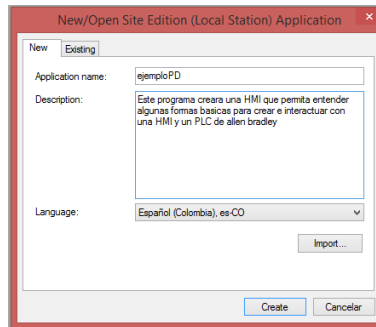 New/Open Site Edition (Local Station) Application
×
New
Existing
Application name:
ejemploPD
Description:
Este programa creara una HMI que permita entender
algunas formas basicas para crear e interactuar con
una HMI y un PLC de allen bradley
Language:
Español (Colombia), es-CO
Import...
Create
Cancelar